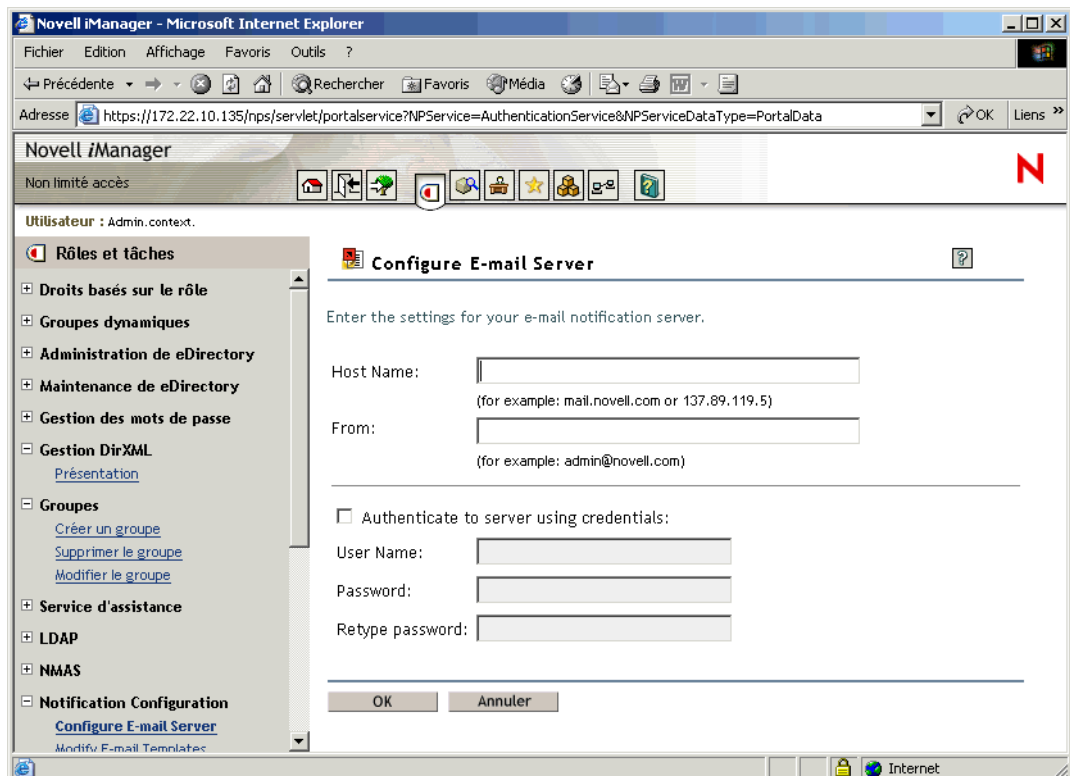 Novell iManager - Microsoft Internet Explorer
Fichier Edition Affichage Favoris Outils ?
Précédente Rechercher Favoris Média
Adresse https://172.22.10.135/nps/servlet/portalservice?NPService=AuthenticationService&NPServiceDataType=PortalData OK Liens »
Novell iManager
Non limité accès
N
Utilisateur : Admin.context.
Rôles et tâches
Droits basés sur le rôle
Groupes dynamiques
Administration de eDirectory
Maintenance de eDirectory
Gestion des mots de passe
Gestion DirXML
Présentation
Groupes
Créer un groupe
Supprimer le groupe
Modifier le groupe
Service d'assistance
LDAP
NMAS
Notification Configuration
Configure E-mail Server
Modify E-mail Templates
Configure E-mail Server
Enter the settings for your e-mail notification server.
Host Name:
(for example: mail.novell.com or 137.89.119.5)
From:
(for example: admin@novell.com)
Authenticate to server using credentials:
User Name:
Password:
Retype password:
OK Annuler
Internet